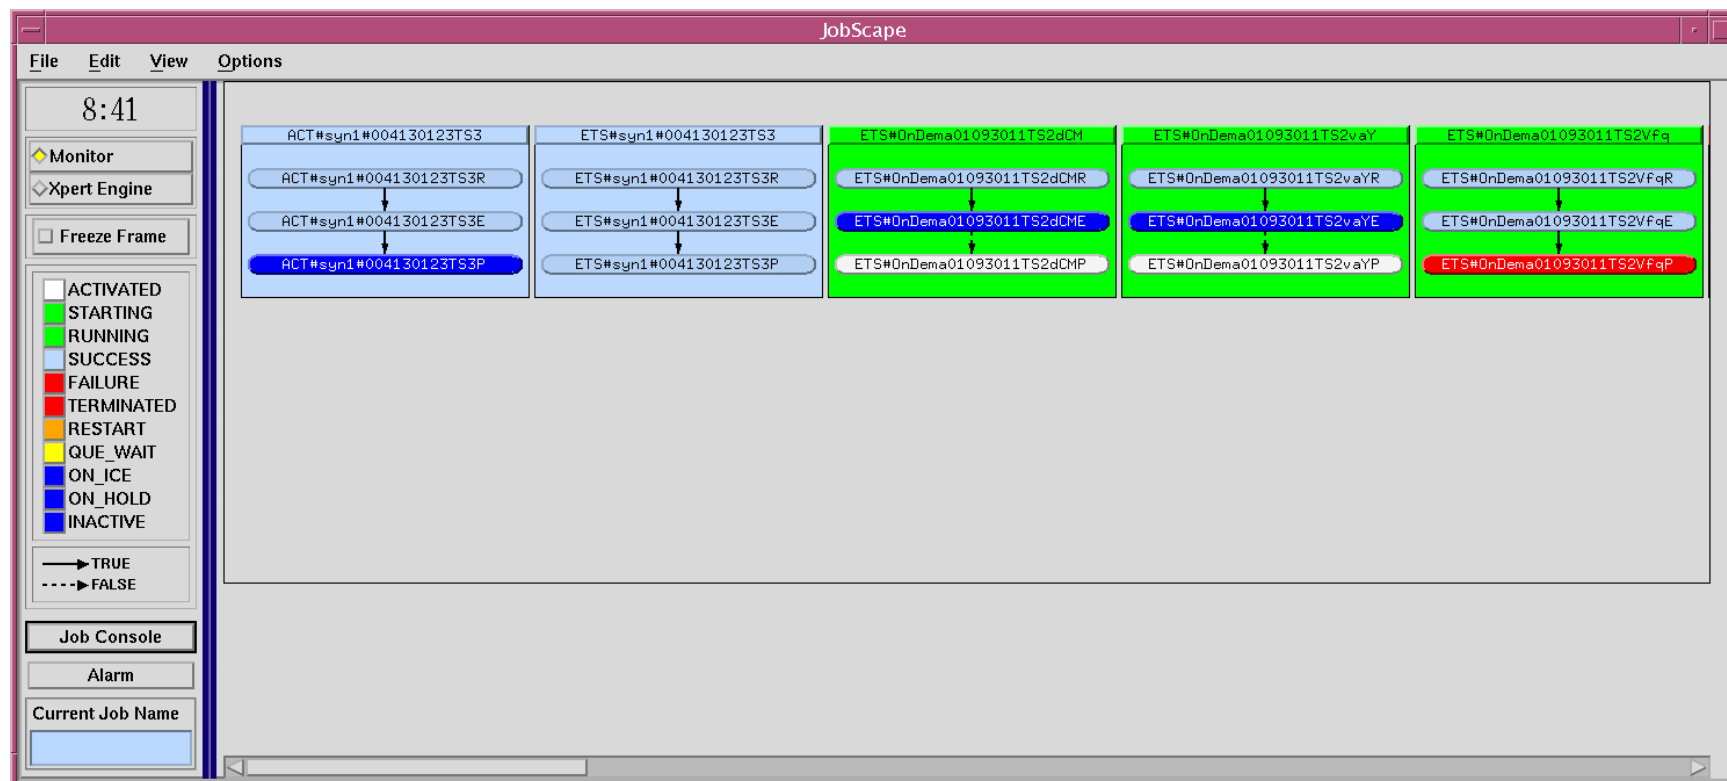 JobScape
File Edit View Options
8:41
Monitor
Xpert Engine
Freeze Frame
ACTIVATED
STARTING
RUNNING
SUCCESS
FAILURE
TERMINATED
RESTART
QUE_WAIT
ON_ICE
ON_HOLD
INACTIVE
TRUE
FALSE
Job Console
Alarm
Current Job Name
ACT#syn1#004130123TS3
ACT#syn1#004130123TS3R
ACT#syn1#004130123TS3E
ACT#syn1#004130123TS3P
ETS#syn1#004130123TS3
ETS#syn1#004130123TS3R
ETS#syn1#004130123TS3E
ETS#syn1#004130123TS3P
ETS#OnDema01093011TS2dCM
ETS#OnDema01093011TS2dCMR
ETS#OnDema01093011TS2dCME
ETS#OnDema01093011TS2dCMP
ETS#OnDema01093011TS2vaY
ETS#OnDema01093011TS2vaYR
ETS#OnDema01093011TS2vaYE
ETS#OnDema01093011TS2vaYP
ETS#OnDema01093011TS2Vfq
ETS#OnDema01093011TS2VfqR
ETS#OnDema01093011TS2VfqE
ETS#OnDema01093011TS2VfqP